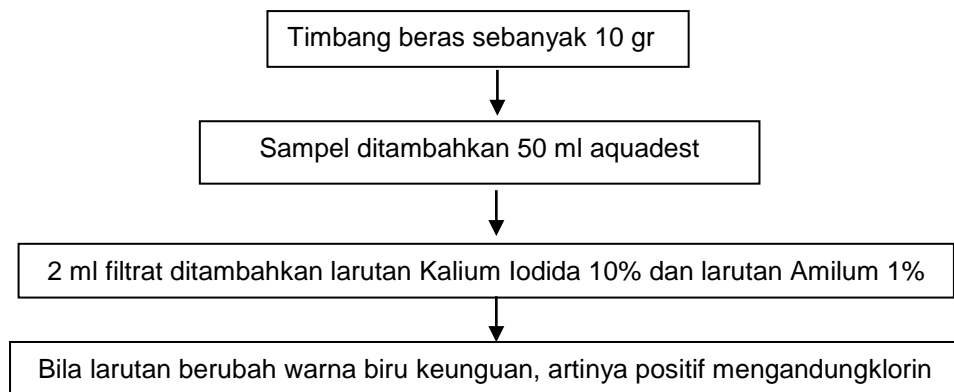 Timbang beras sebanyak 10 gr
Sampel ditambahkan 50 ml aquadest
2 ml filtrat ditambahkan larutan Kalium Iodida 10% dan larutan Amilum 1%
Bila larutan berubah warna biru keunguan, artinya positif mengandungklorin